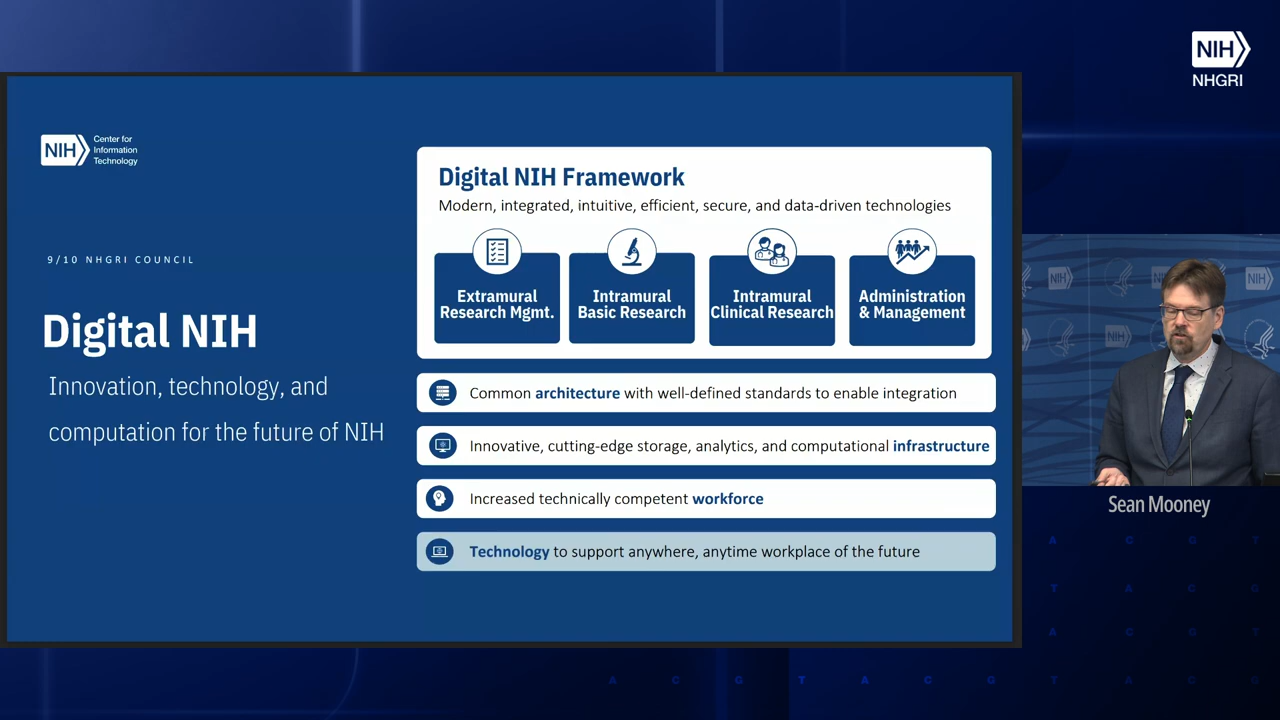 NIH
NHGRI
NIH
Center for
Information
Technology
9/10 NHGRI COUNCIL
Digital NIH
Innovation, technology, and
computation for the future of NIH
Digital NIH Framework
Modern, integrated, intuitive, efficient, secure, and data-driven technologies
Extramural
Research Mgmt.
Intramural
Basic Research
Intramural
Clinical Research
Administration
& Management
Common architecture with well-defined standards to enable integration
Innovative, cutting-edge storage, analytics, and computational infrastructure
Increased technically competent workforce
Technology to support anywhere, anytime workplace of the future
NIH
NIH
NIH
Sean Mooney
A C G T
T A C G
A C G T
A C G T A C G T A C